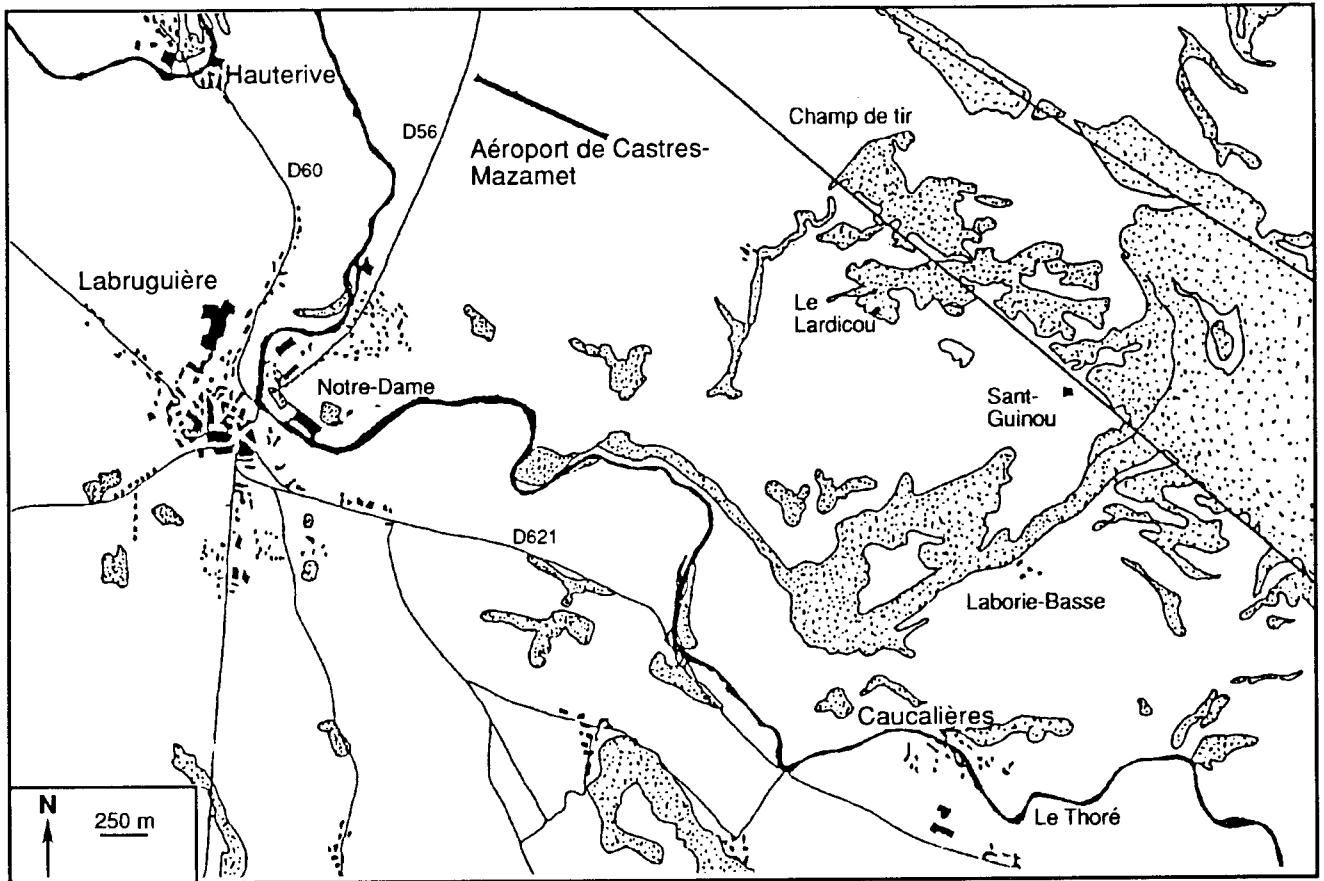 Hauterive
D56
Champ de tir
Aéroport de Castres-
Mazamet
D60
Labruguière
Le
Lardicou
Notre-Dame
Sant-
Guinou
D621
Laborie-Basse
Caucalières
N
250 m
Le Thoré